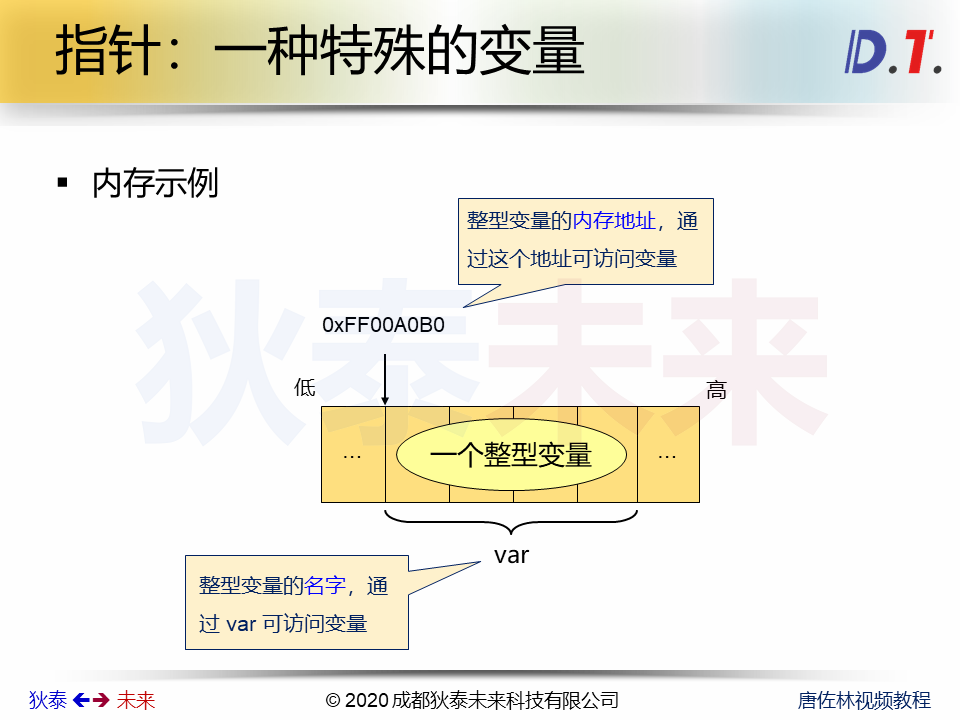 指针：一种特殊的变量
D.T.
▪ 内存示例
整型变量的内存地址，通
过这个地址可访问变量
0xFF00A0B0
低
高
...
一个整型变量
...
var
整型变量的名字，通
过 var 可访问变量
狄泰未来
狄泰 未来
© 2020 成都狄泰未来科技有限公司
唐佐林视频教程